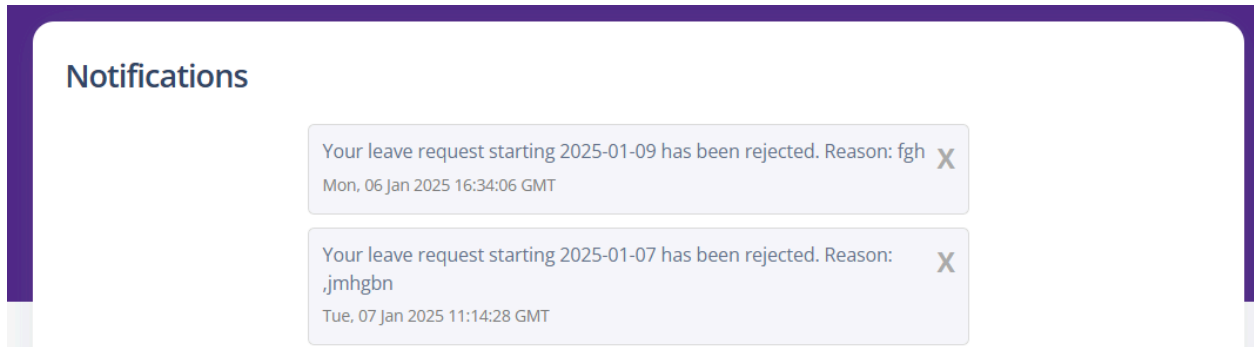 Notifications
Your leave request starting 2025-01-09 has been rejected. Reason: fgh
X
Mon, 06 Jan 2025 16:34:06 GMT
Your leave request starting 2025-01-07 has been rejected. Reason:
X
,jmhgbn
Tue, 07 Jan 2025 11:14:28 GMT